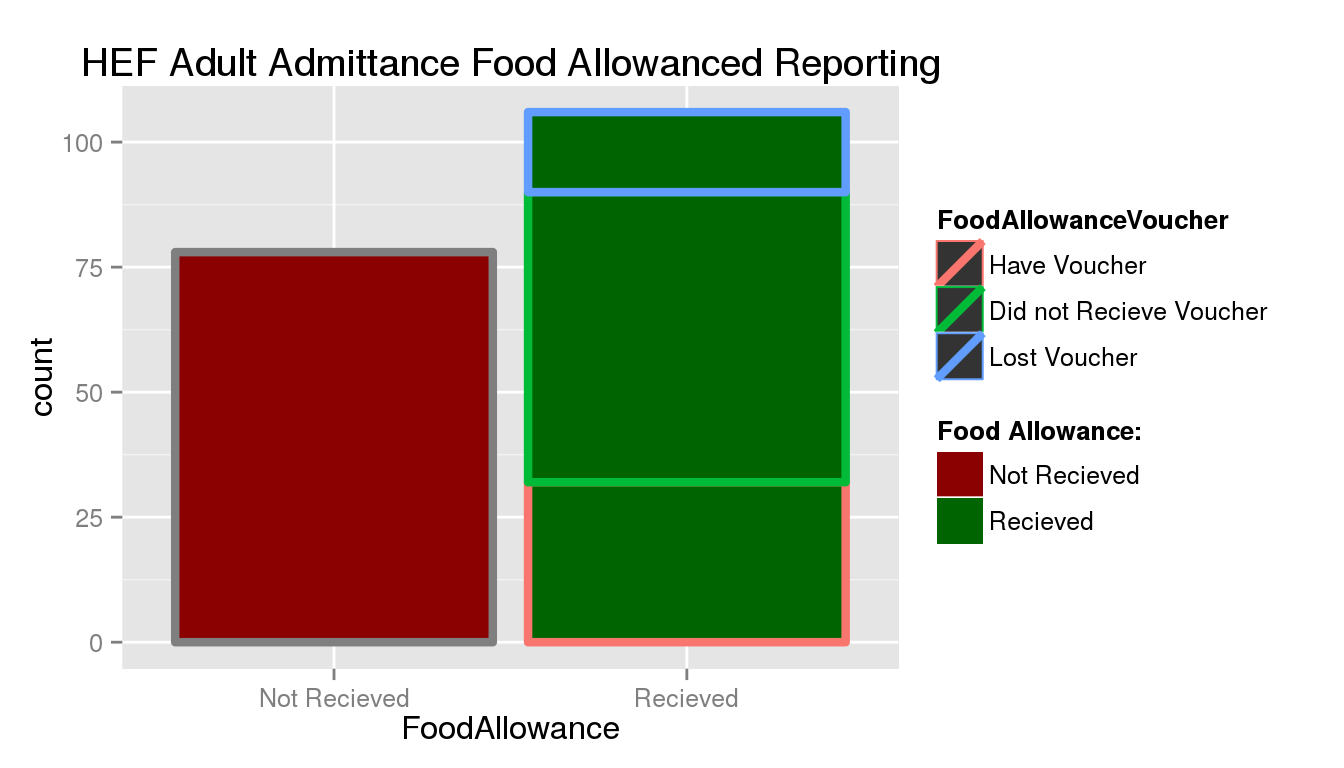 HEF Adult Admittance Food Allowanced Reporting
100
75
50
25
0
count
Not Recieved
Recieved
FoodAllowance
FoodAllowanceVoucher
Have Voucher
Did not Recieve Voucher
Lost Voucher
Food Allowance:
Not Recieved
Recieved